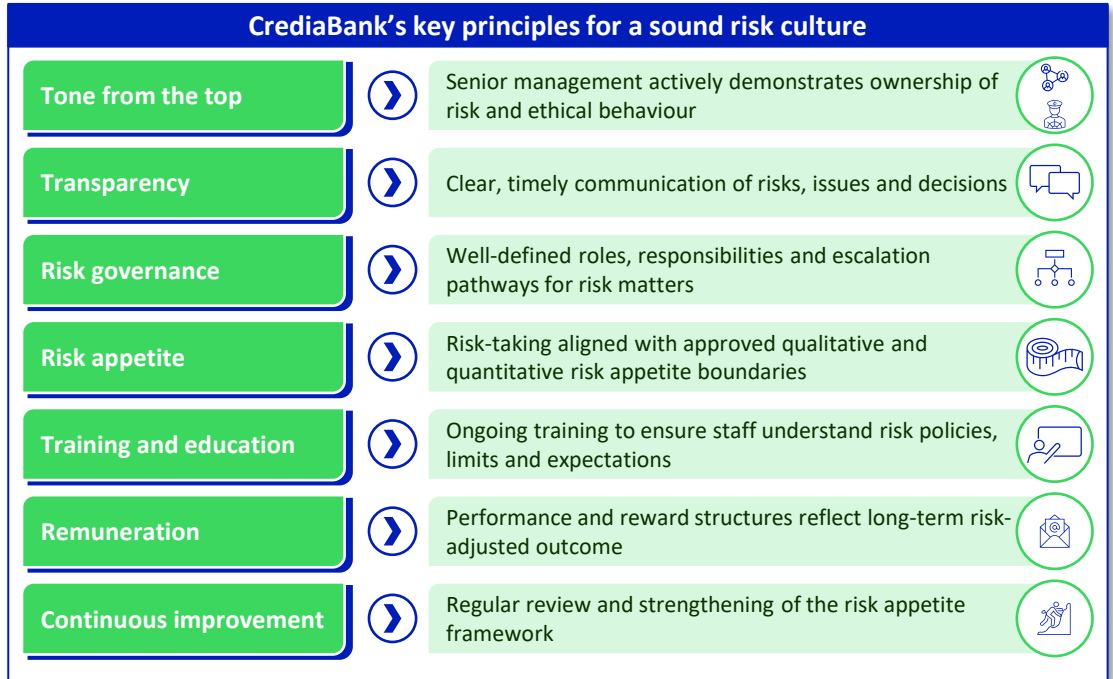 CrediaBank’s key principles for a sound risk culture
Tone from the top
Senior management actively demonstrates ownership of
risk and ethical behaviour
Transparency
Clear, timely communication of risks, issues and decisions
Risk governance
Well-defined roles, responsibilities and escalation
pathways for risk matters
Risk appetite
Risk-taking aligned with approved qualitative and
quantitative risk appetite boundaries
Training and education
Ongoing training to ensure staff understand risk policies,
limits and expectations
Remuneration
Performance and reward structures reflect long-term risk-
adjusted outcome
Continuous improvement
Regular review and strengthening of the risk appetite
framework